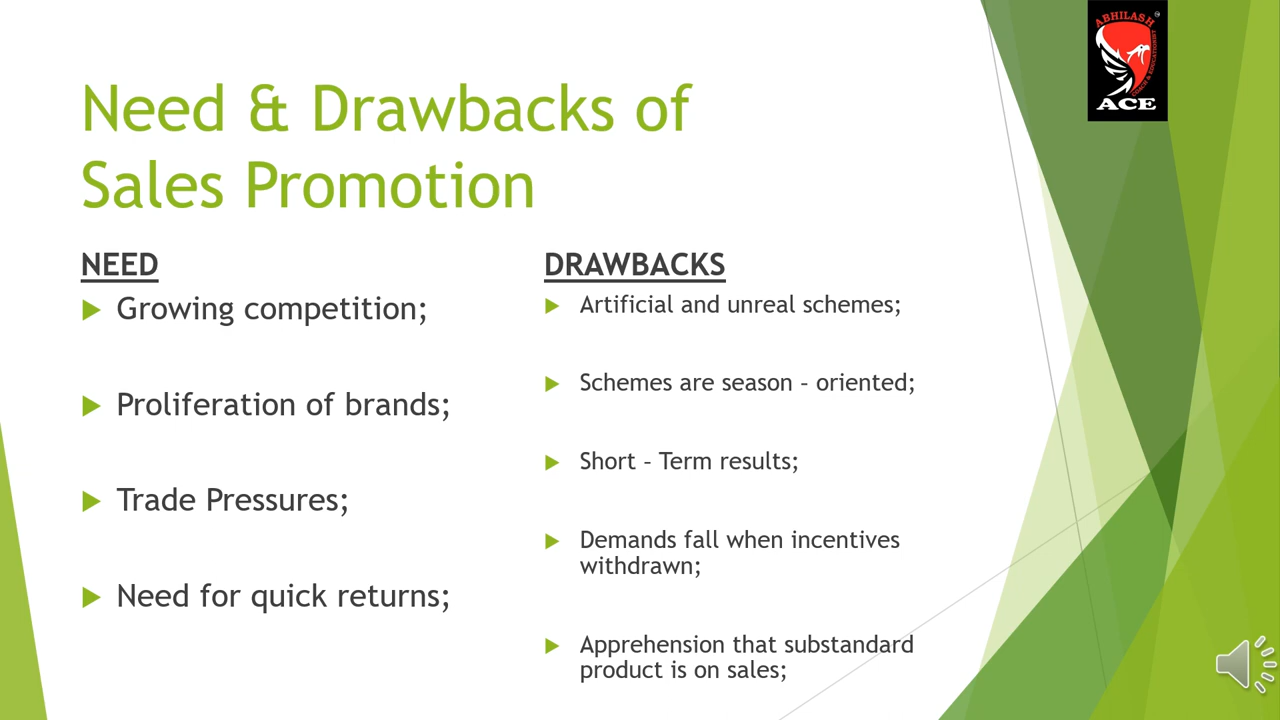 ABHILASH
COACH & EDUCATIONIST
ACE
Need & Drawbacks of
Sales Promotion
NEED
Growing competition;
Proliferation of brands;
Trade Pressures;
Need for quick returns;
DRAWBACKS
Artificial and unreal schemes;
Schemes are season – oriented;
Short – Term results;
Demands fall when incentives
withdrawn;
Apprehension that substandard
product is on sales;